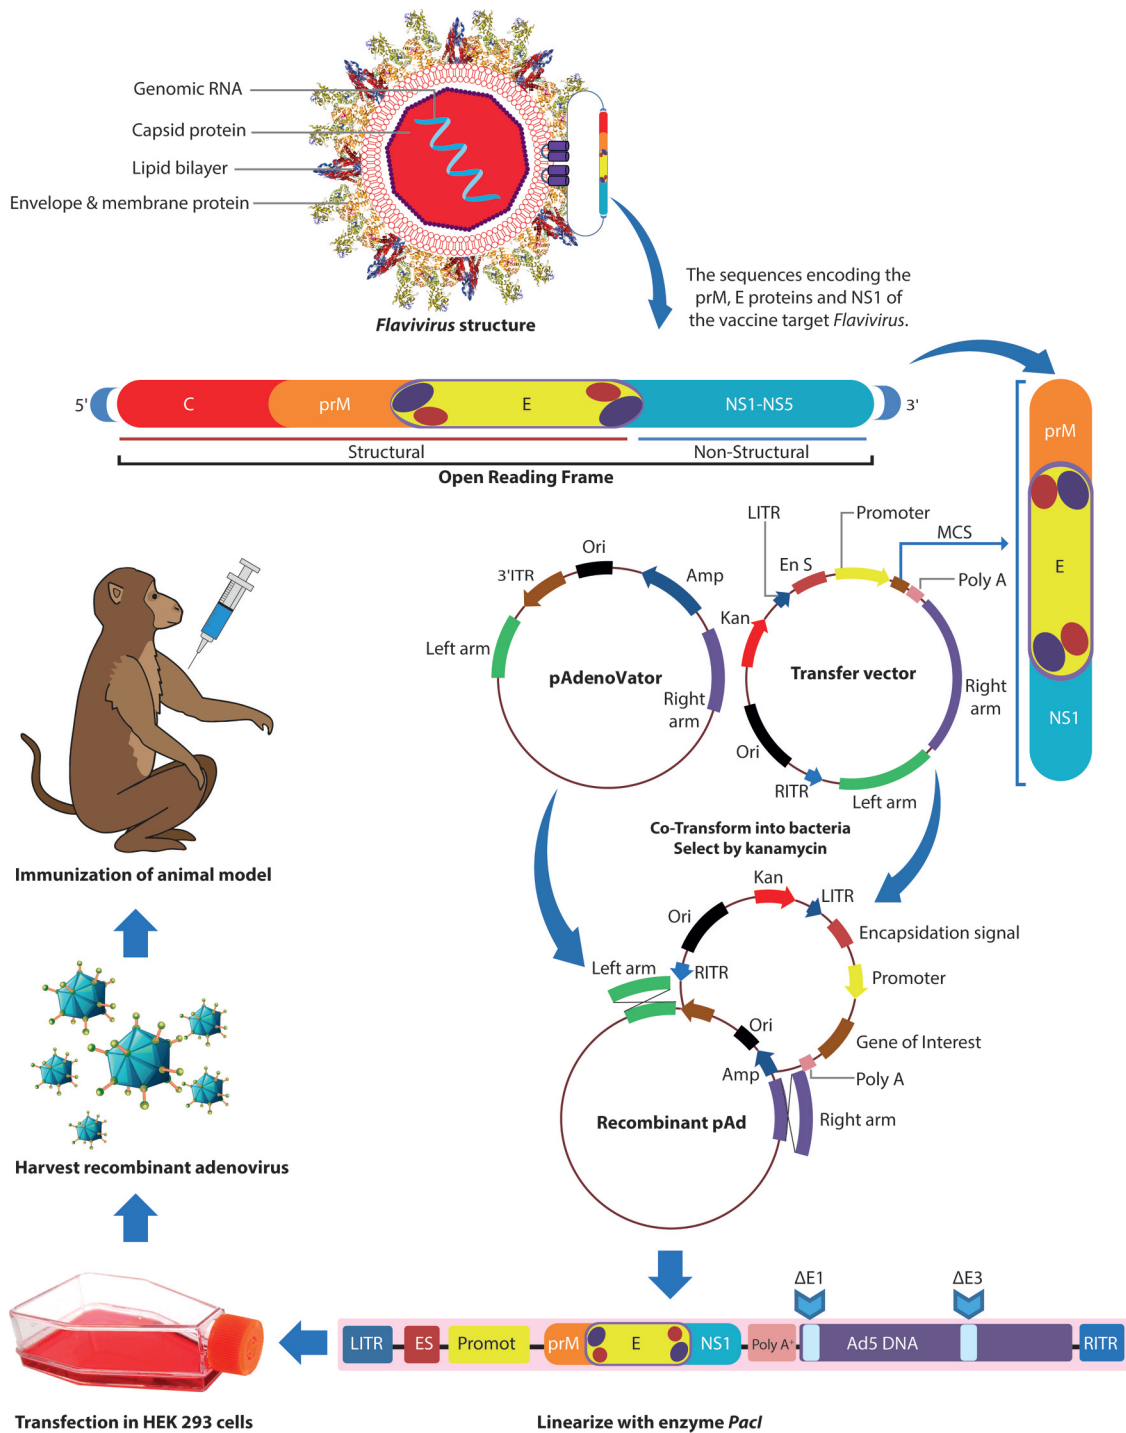 Genomic RNA
Capsid protein
Lipid bilayer
Envelope & membrane protein
Flavivirus structure
The sequences encoding the
prM, E proteins and NS1 of
the vaccine target Flavivirus.
5'
C
prM
E
NS1-NS5
3'
Structural
Non-Structural
Open Reading Frame
prM
E
NS1
Ori
3'ITR
Amp
Left arm
pAdenoVator
Right
arm
LITR
Promoter
MCS
En S
Poly A
Kan
Transfer vector
Right
arm
Ori
RITR
Left arm
Co-Transform into bacteria
Select by kanamycin
Immunization of animal model
Kan
LITR
Ori
Encapsidation signal
Left arm
RITR
Promoter
Ori
Gene of Interest
Amp
Poly A
Recombinant pAd
Right arm
Harvest recombinant adenovirus
ΔE1
ΔE3
LITR
ES
Promot
prM
E
NS1
Poly A⁺
Ad5 DNA
RITR
Transfection in HEK 293 cells
Linearize with enzyme PacI